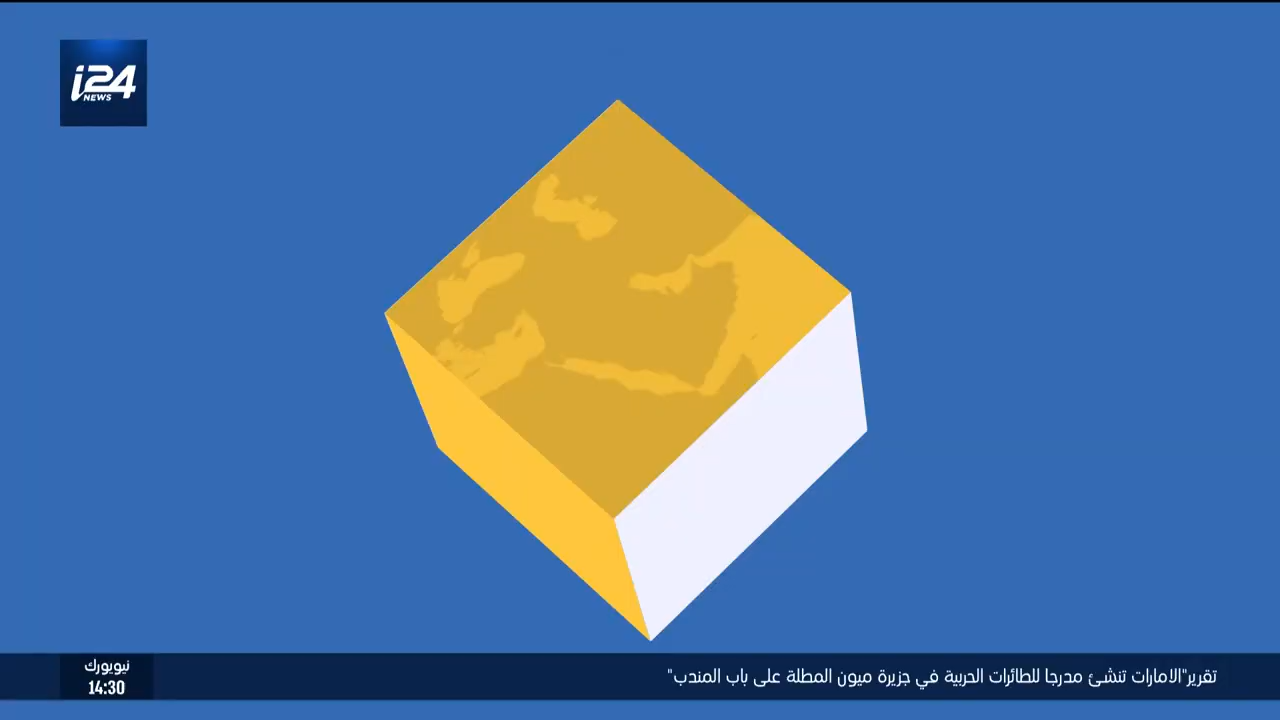 i24
NEWS
تقرير"الامارات تنشئ مدرجا للطائرات الحربية في جزيرة ميون المطلة على باب المندب"
نيويورك
14:30